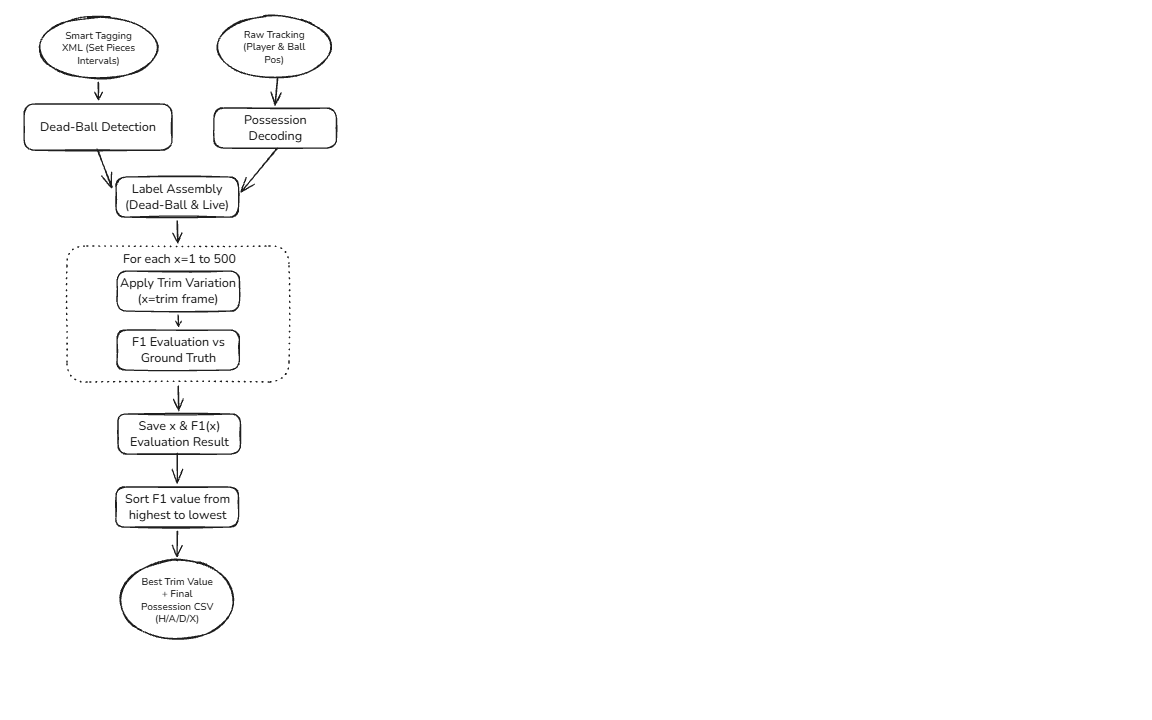 Smart Tagging
XML (Set Pieces
Intervals)
Raw Tracking
(Player & Ball
Pos)
Dead-Ball Detection
Possession
Decoding
Label Assembly
(Dead-Ball & Live)
For each x=1 to 500
Apply Trim Variation
(x=trim frame)
F1 Evaluation vs
Ground Truth
Save x & F1(x)
Evaluation Result
Sort F1 value from
highest to lowest
Best Trim Value
+ Final
Possession CSV
(H/A/D/X)